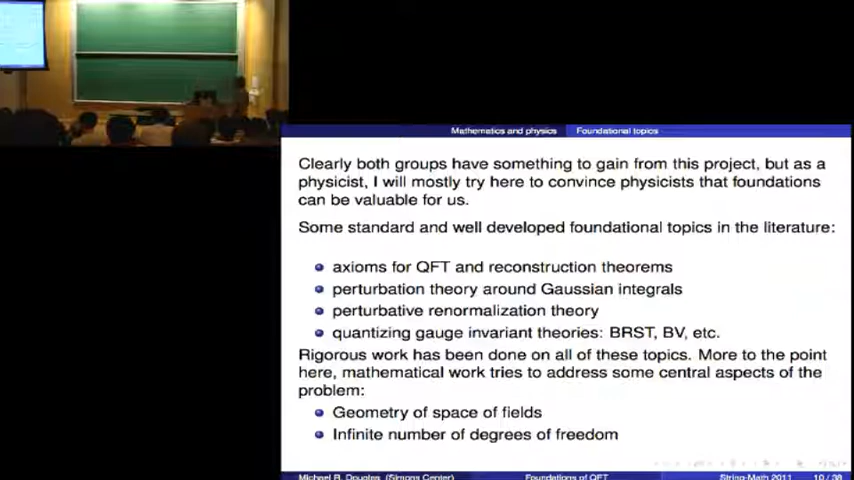 Mathematics and physics Foundational topics
Clearly both groups have something to gain from this project, but as a
physicist, I will mostly try here to convince physicists that foundations
can be valuable for us.
Some standard and well developed foundational topics in the literature:
axioms for QFT and reconstruction theorems
perturbation theory around Gaussian integrals
perturbative renormalization theory
quantizing gauge invariant theories: BRST, BV, etc.
Rigorous work has been done on all of these topics. More to the point
here, mathematical work tries to address some central aspects of the
problem:
Geometry of space of fields
Infinite number of degrees of freedom
Michael R. Douglas (Simons Center) Foundations of QFT String-Math 2011 10 / 38